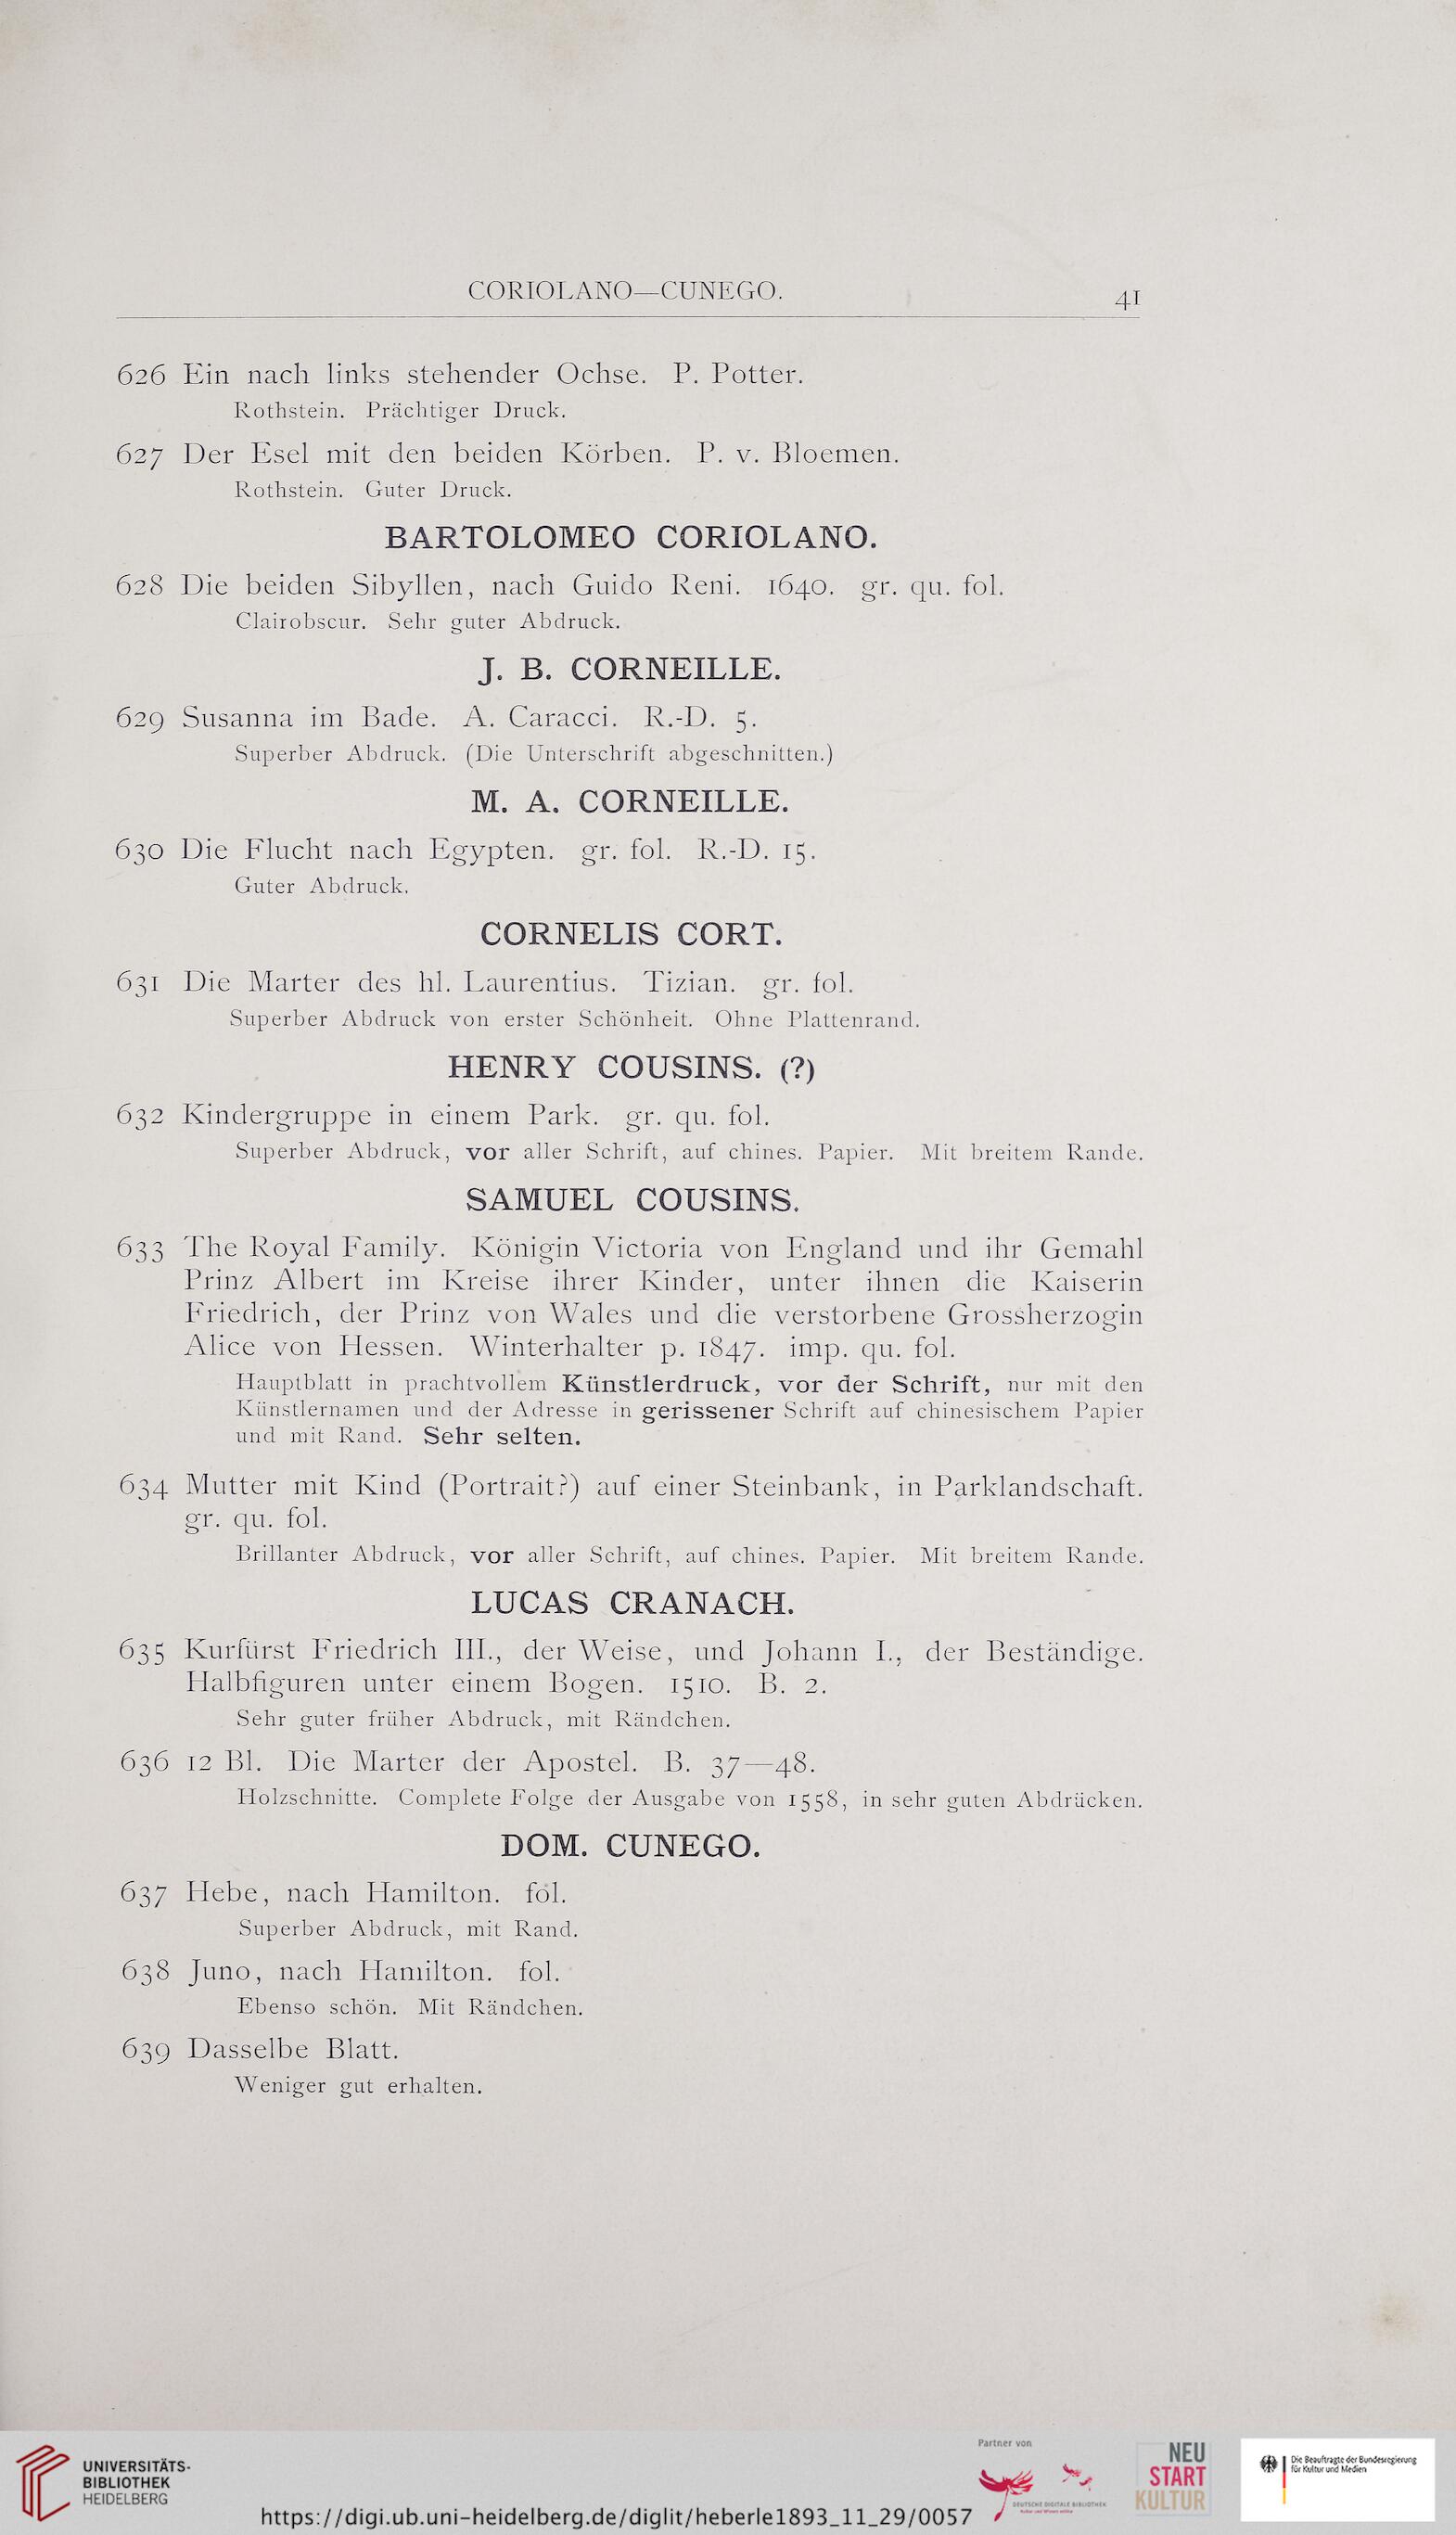 CORIOLANO—CUNEGO. 41
626 Ein nach links stehender Ochse. P. Potter.
Rothstein. Prächtiger Druck.
627 Der Esel mit den beiden Körben. P. v. Bloemen.
Rothstein. Guter Druck.
BARTOLOMEO CORIOLANO.
628 Die beiden Sibyllen, nach Guido Reni. 1640. gr. qu. fol.
Clairobscur. Sehr guter Abdruck.
J. B. CORNEILLE.
629 Susanna im Bade. A. Caracci. R.-D. 5.
Superber Abdruck. (Die Unterschrift abgeschnitten.)
M. A. CORNEILLE.
630 Die Flucht nach Egypten. gr. fol. R.-D. 15.
Guter Abdruck.
CORNELIS CORT.
631 Die Marter des hl. Laurentius. Tizian. gr. fol.
Superber Abdruck von erster Schönheit. Ohne Plattenrand.
HENRY COUSINS. (?)
632 Kindergruppe in einem Park. gr. qu. fol.
Superber Abdruck, vor aller Schrift, auf chines. Papier. Mit breitem Rande.
SAMUEL COUSINS.
633 The Royal Family. Königin Victoria von England und ihr Gemahl
Prinz Albert im Kreise ihrer Kinder, unter ihnen die Kaiserin
Friedrich, der Prinz von Wales und die verstorbene Grossherzogin
Alice von Hessen. Winterhalter p. 1847. imp. qu. fol.
Hauptblatt in prachtvollem Künstlerdruck, vor der Schrift, nur mit den
Künstlernamen und der Adresse in gerissener Schrift auf chinesischem Papier
und mit Rand. Sehr selten.
634 Mutter mit Kind (Portrait?) auf einer Steinbank, in Parklandschaft.
gr. qu. fol.
Brillanter Abdruck, vor aller Schrift, auf chines. Papier. Mit breitem Rande.
LUCAS CRANACH.
635 Kurfürst Friedrich III., der Weise, und Johann I., der Beständige.
Halbfiguren unter einem Bogen. 1510. B. 2.
Sehr guter früher Abdruck, mit Rändchen.
636 12 Bl. Die Marter der Apostel. B. 37—48.
Holzschnitte. Complete Folge der Ausgabe von 1558, in sehr guten Abdrücken.
DOM. CUNEGO.
637 Hebe, nach Hamilton. fol.
Superber Abdruck, mit Rand.
638 Juno, nach Hamilton. fol.
Ebenso schön. Mit Rändchen.
639 Dasselbe Blatt.
Weniger gut erhalten.
UNIVERSITÄTS-
BIBLIOTHEK
HEIDELBERG
https://digi.ub.uni-heidelberg.de/diglit/heberle1893_11_29/0057
Partner von
DEUTSCHE DIGITALE BIBLIOTHEK
NEU
START
KULTUR
Die Beauftragte der Bundesregierung
für Kultur und Medien